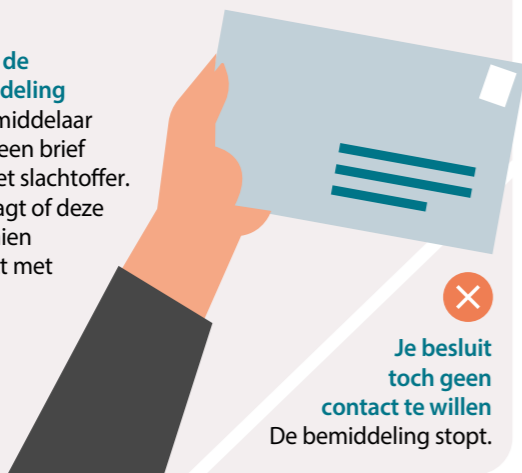 de
deling
middelaar
een brief
et slachtoffer.
agt of deze
ien
t met
Je besluit
toch geen
contact te willen
De bemiddeling stopt.